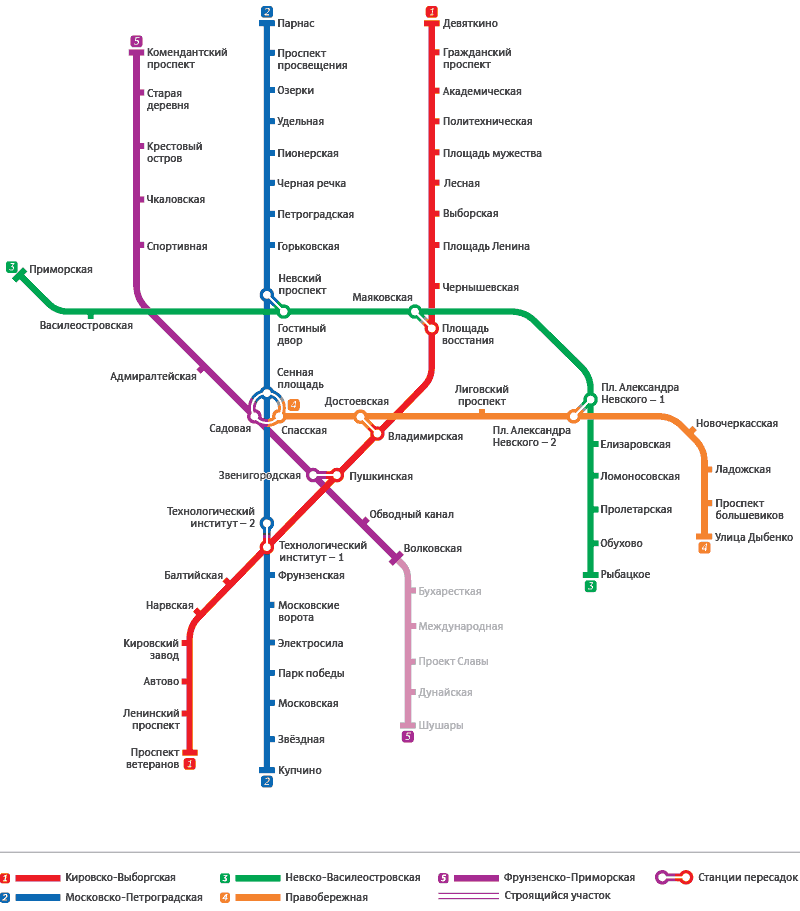 2
Парнас
1
Девяткино
5
Комендантский
проспект
Проспект
просвещения
Гражданский
проспект
Старая
деревня
Озерки
Академическая
Удельная
Политехническая
Крестовый
остров
Пионерская
Площадь мужества
Чкаловская
Черная речка
Лесная
Петроградская
Выборская
Спортивная
Горьковская
Площадь Ленина
3
Приморская
Невский
проспект
Чернышевская
Маяковская
Василеостровская
Гостиный
двор
Площадь
восстания
Адмиралтейская
Сенная
площадь
4
Достоевская
Лиговский
проспект
Пл. Александра
Невского – 1
Садовая
Спасская
Владимирская
Пл. Александра
Невского – 2
Новочеркасская
Елизаровская
Звенигородская
Пушкинская
Ломоносовская
Ладожская
Технологический
институт – 2
Обводный канал
Пролетарская
Проспект
большевиков
Технологический
институт – 1
Волковская
Обухово
Улица Дыбенко
4
Балтийская
Фрунзенская
Рыбацкое
3
Бухаресткая
Нарвская
Московские
ворота
Международная
Кировский
завод
Электросила
Проект Славы
Автово
Парк победы
Дунайская
Ленинский
проспект
Московская
Шушары
5
Проспект
ветеранов
1
Звёздная
Купчино
2
1 Кировско-Выборгская
3 Невско-Василеостровская
5 Фрунзенско-Приморская
Станции пересадок
2 Московско-Петроградская
4 Правобережная
Строящийся участок